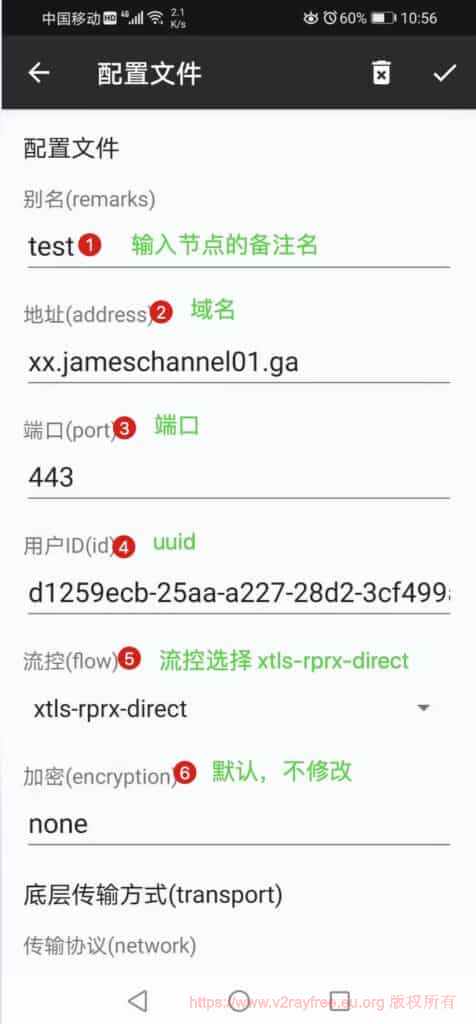 中国移动 HD 4G 2.1 K/s 60% 10:56
配置文件
配置文件
别名(remarks)
test 1 输入节点的备注名
地址(address) 2 域名
xx.jameschannel01.ga
端口(port) 3 端口
443
用户ID(id) 4 uuid
d1259ecb-25aa-a227-28d2-3cf499a
流控(flow) 5 流控选择 xtls-rprx-direct
xtls-rprx-direct
加密(encryption) 6 默认，不修改
none
底层传输方式(transport)
传输协议(network)
https://www.v2rayfree.eu.org 版权所有